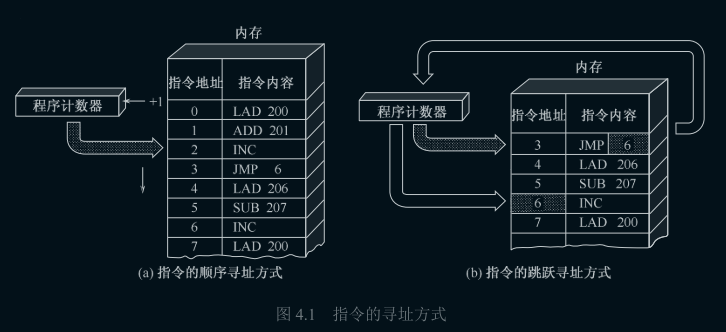 内存
指令地址 指令内容
程序计数器 +1
0 LAD 200
1 ADD 201
2 INC
3 JMP 6
4 LAD 206
5 SUB 207
6 INC
7 LAD 200
(a) 指令的顺序寻址方式
内存
程序计数器
指令地址 指令内容
3 JMP 6
4 LAD 206
5 SUB 207
6 INC
7 LAD 200
(b) 指令的跳跃寻址方式
图 4.1 指令的寻址方式